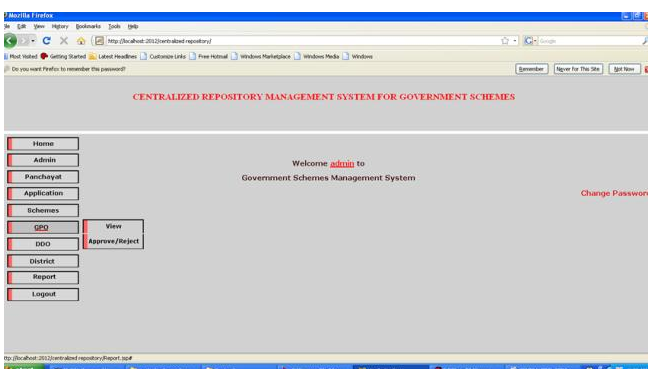 Mozilla Firefox
File Edit View History Bookmarks Tools Help
http://localhost:2012/centralized repository/
Google
Most Visited Getting Started Latest Headlines Customize Links Free Hotmail Windows Marketplace Windows Media Windows
Do you want Firefox to remember this password?
Remember Never for This Site Not Now
CENTRALIZED REPOSITORY MANAGEMENT SYSTEM FOR GOVERNMENT SCHEMES
Home
Admin
Welcome admin to
Panchayat
Government Schemes Management System
Application
Change Passwor
Schemes
GPO
View
DDO
Approve/Reject
District
Report
Logout
ttp://localhost:2012/centralized repository/Report.jsp#